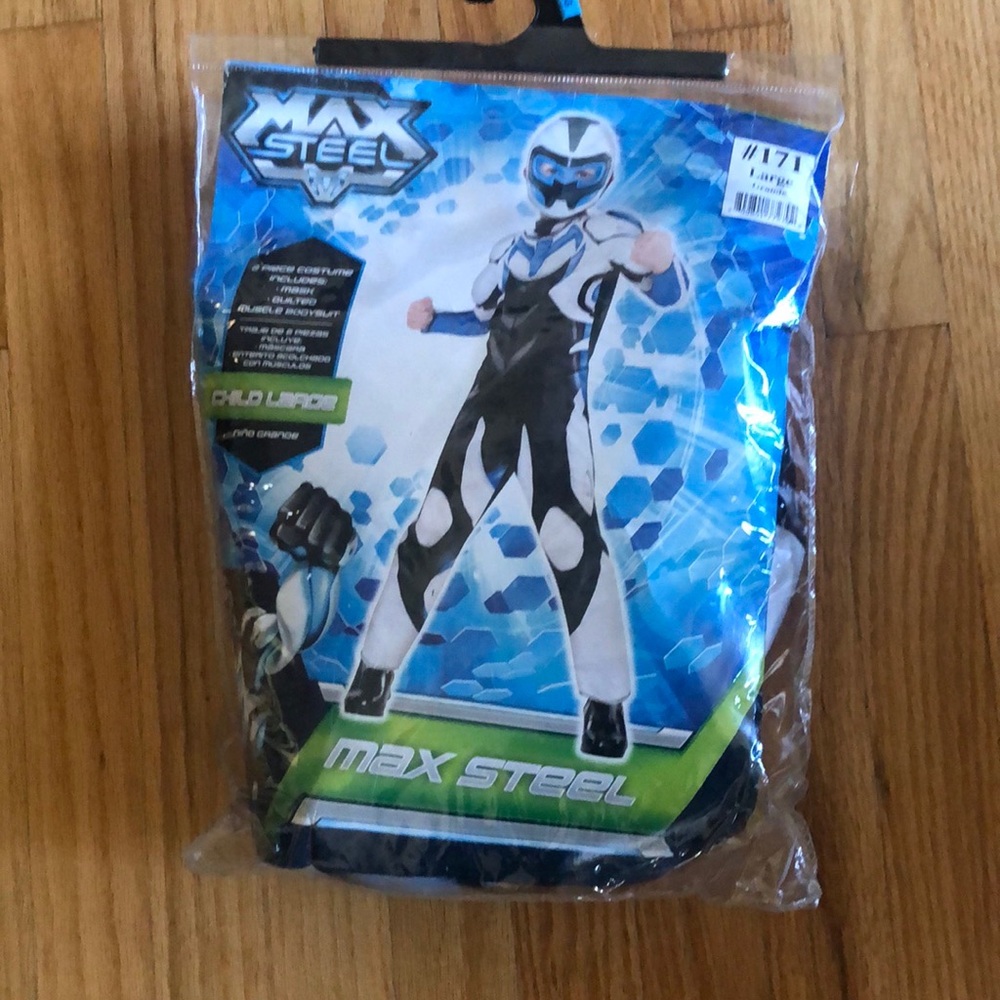 MAX
STEEL
#171
Large
Grande
2 PIECE COSTUME
INCLUDES:
· MASK
· QUILTED
MUSCLE BODYSUIT
TRAJE DE 2 PIEZAS
INCLUYE:
· MÁSCARA
· ENTERITO ACOLCHADO
CON MÚSCULOS
CHILD LARGE
NIÑO GRANDE
MAX STEEL